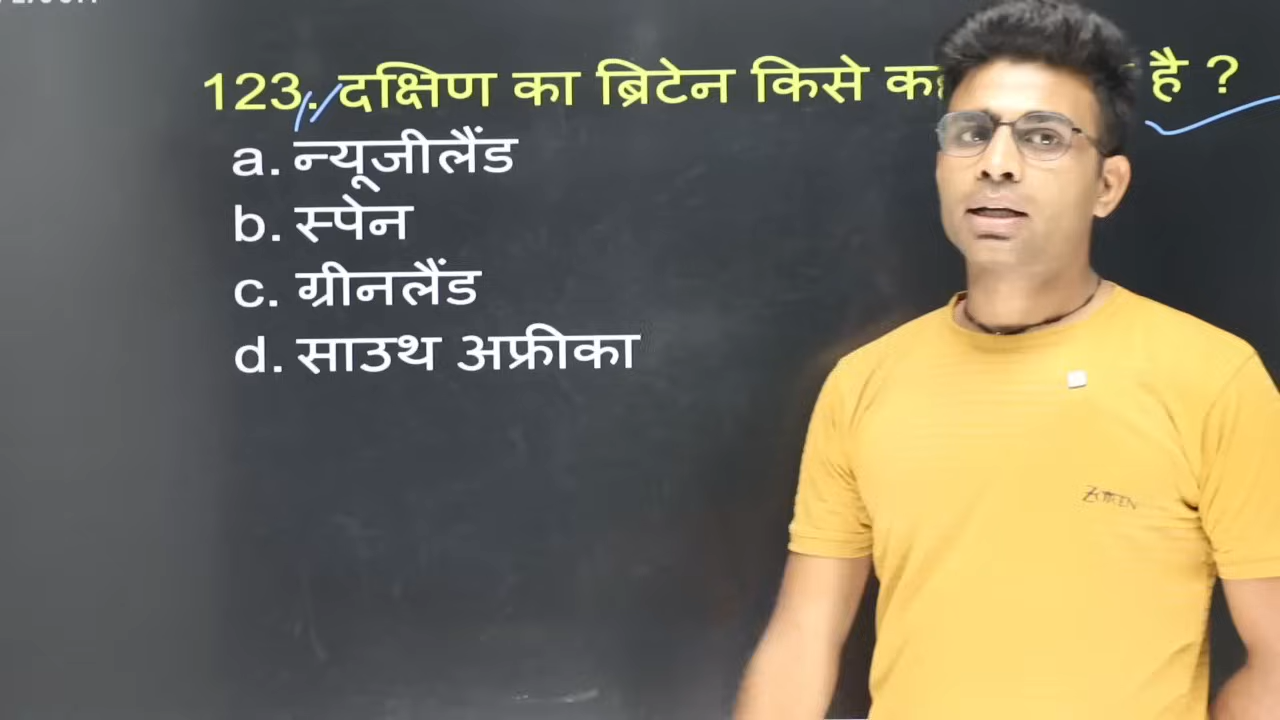 123. दक्षिण का ब्रिटेन किसे है ?
a. न्यूजीलैंड
b. स्पेन
c. ग्रीनलैंड
d. साउथ अफ्रीका